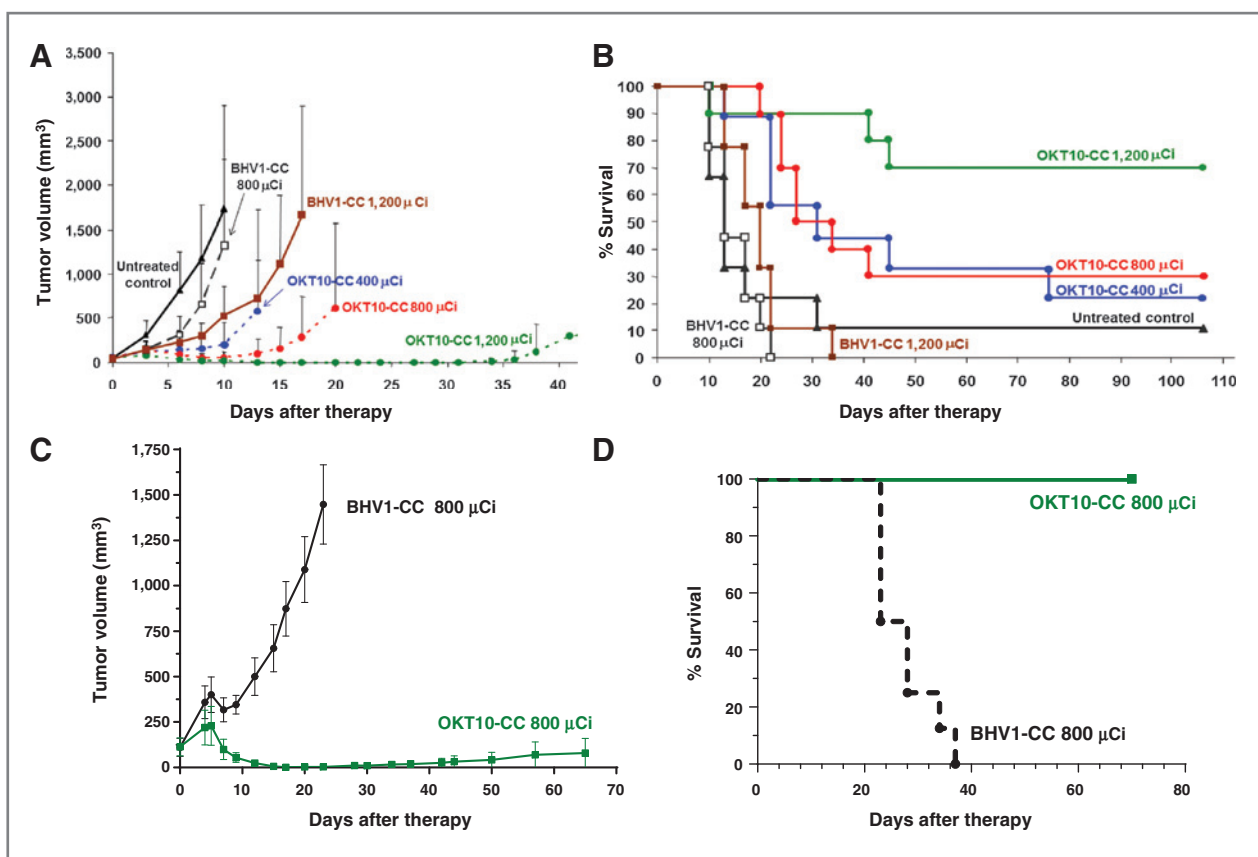 A
Tumor volume (mm³)
3,500
3,000
2,500
2,000
1,500
1,000
500
0
BHV1-CC
800 μCi
BHV1-CC 1,200 μCi
Untreated
control
OKT10-CC 400 μCi
OKT10-CC 800 μCi
OKT10-CC 1,200 μCi
0 5 10 15 20 25 30 35 40
Days after therapy
B
% Survival
100
90
80
70
60
50
40
30
20
10
0
OKT10-CC 1,200 μCi
OKT10-CC 800 μCi
OKT10-CC 400 μCi
Untreated control
BHV1-CC
800 μCi
BHV1-CC 1,200 μCi
0 10 20 30 40 50 60 70 80 90 100 110
Days after therapy
C
Tumor volume (mm³)
1,750
1,500
1,250
1,000
750
500
250
0
BHV1-CC 800 μCi
OKT10-CC 800 μCi
0 10 20 30 40 50 60 70
Days after therapy
D
% Survival
100
80
60
40
20
0
OKT10-CC 800 μCi
BHV1-CC 800 μCi
0 20 40 60 80
Days after therapy